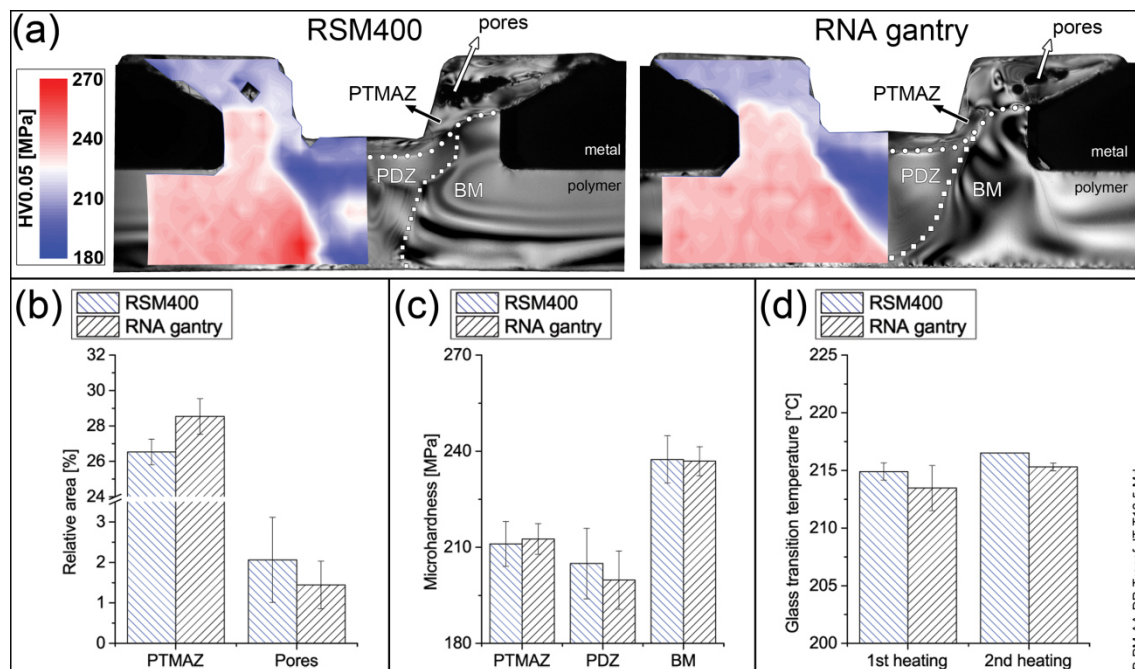 (a)
RSM400
pores
RNA gantry
pores
HV0.05 [MPa]
270
240
210
180
PTMAZ
PDZ
BM
metal
polymer
PTMAZ
PDZ
BM
metal
polymer
(b)
RSM400
RNA gantry
Relative area [%]
32
30
28
26
24
3
2
1
0
PTMAZ
Pores
(c)
RSM400
RNA gantry
Microhardness [MPa]
270
240
210
180
PTMAZ
PDZ
BM
(d)
RSM400
RNA gantry
Glass transition temperature [°C]
225
220
215
210
205
200
1st heating
2nd heating